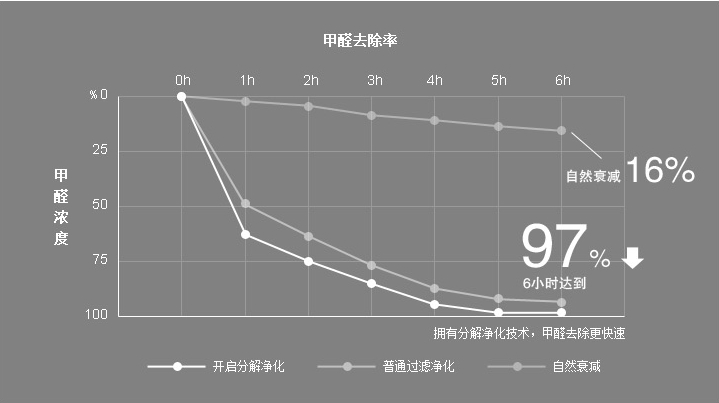 甲醛去除率
0h 1h 2h 3h 4h 5h 6h
% 0
25
50
75
100
甲醛浓度
自然衰减 16%
97%
6小时达到
拥有分解净化技术，甲醛去除更快速
开启分解净化 普通过滤净化 自然衰减